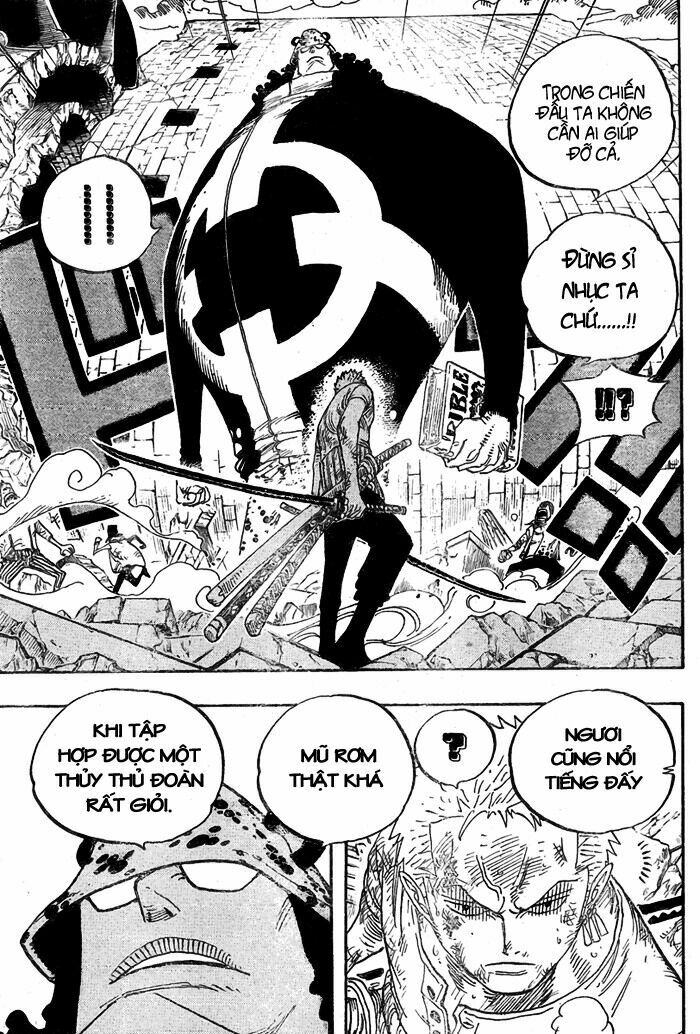 TRONG CHIẾN
ĐẤU TA KHÔNG
CẦN AI GIÚP
ĐỠ CẢ.
ĐỪNG SỈ
NHỤC TA
CHỨ......!!
!!?
!!
BIBLE
NGƯƠI
CŨNG NỔI
TIẾNG ĐẤY
?
MŨ RƠM
THẬT KHÁ
KHI TẬP
HỢP ĐƯỢC MỘT
THỦY THỦ ĐOÀN
RẤT GIỎI.